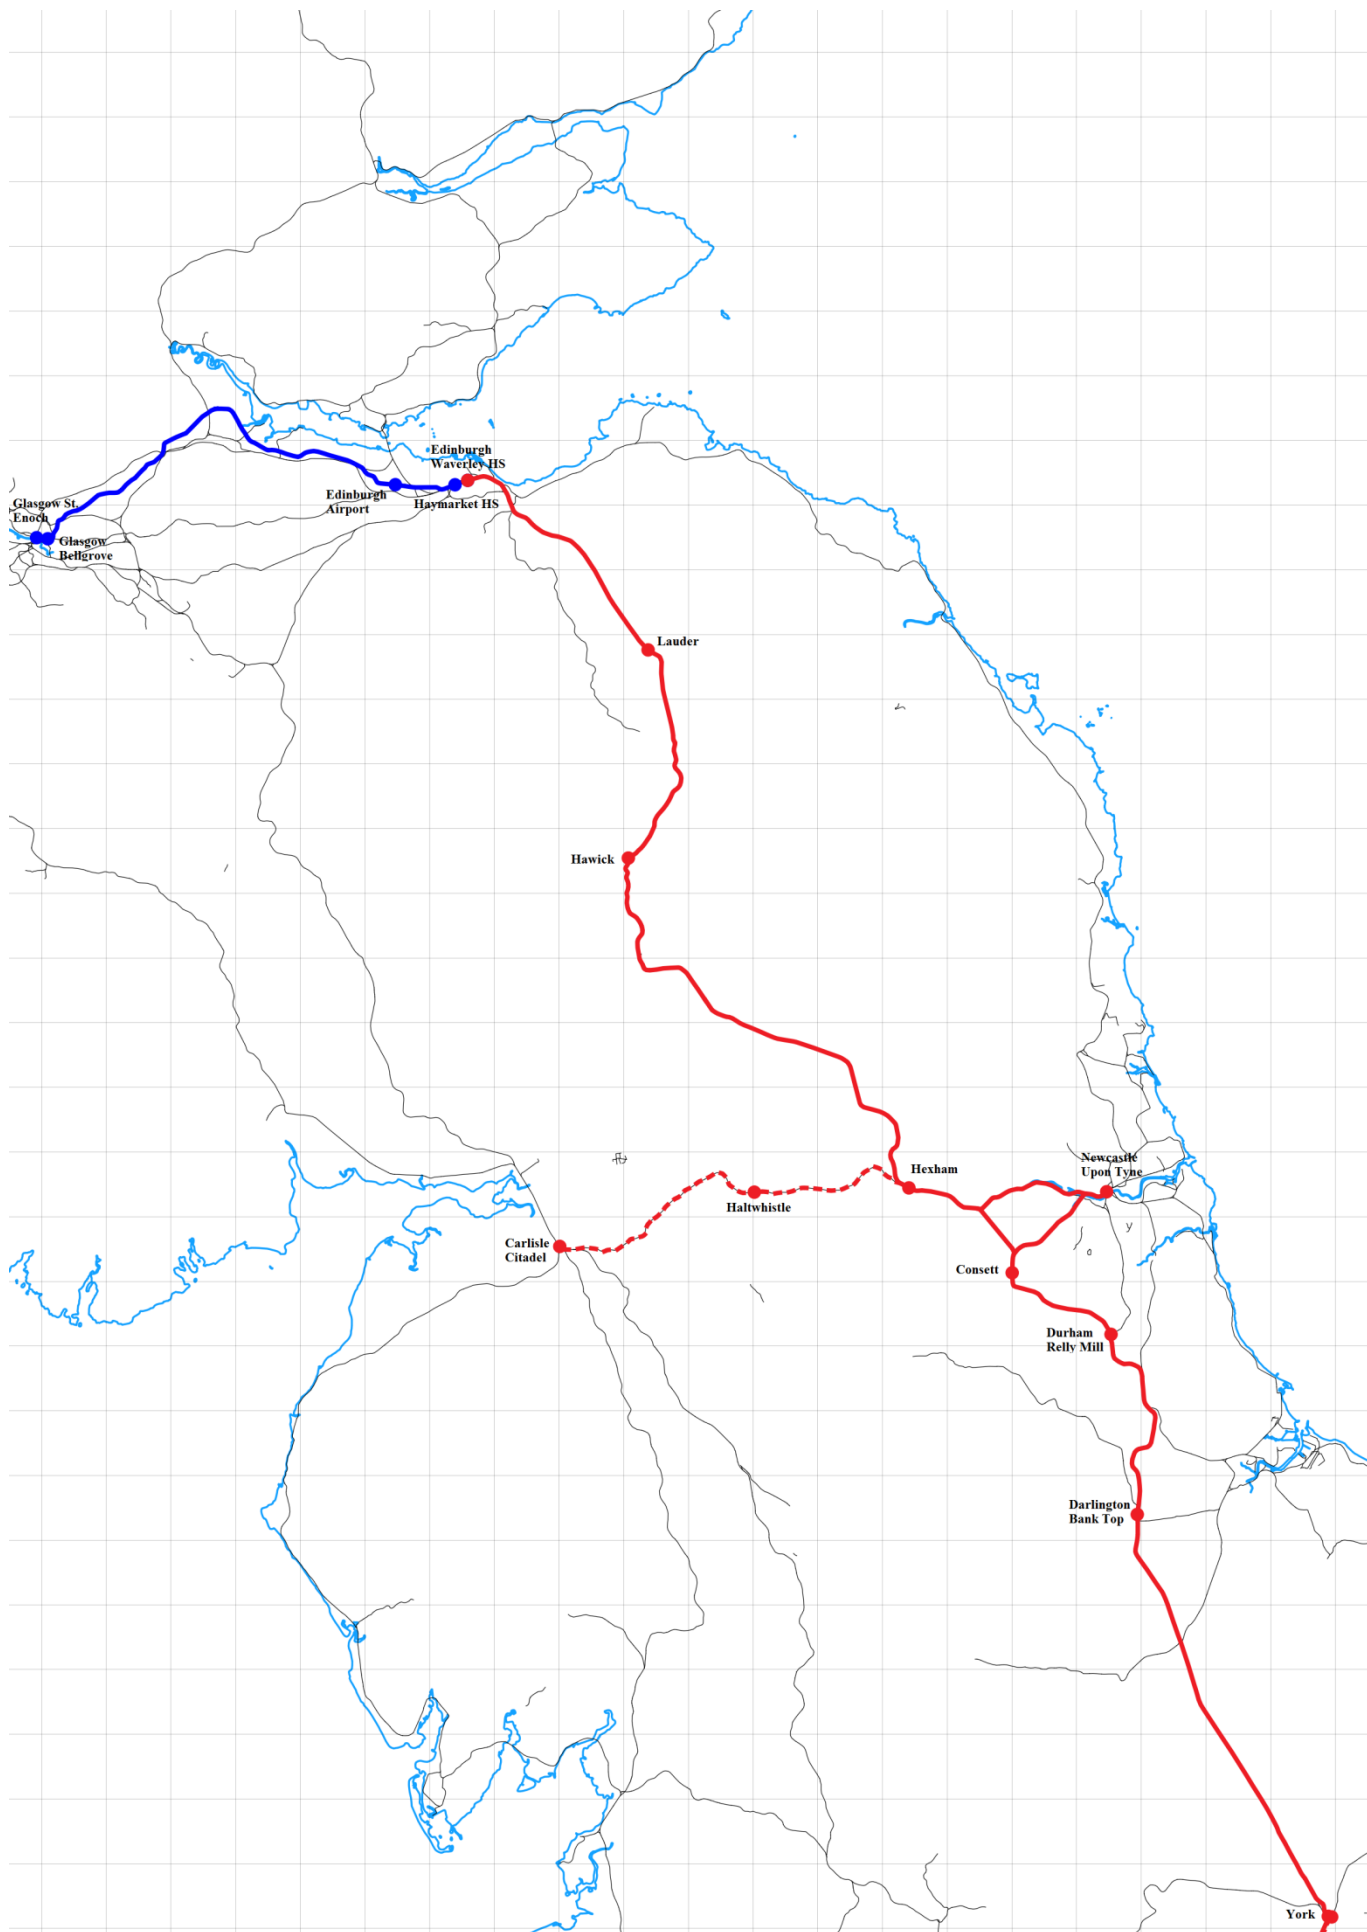 Edinburgh
Waverley HS
Edinburgh
Airport
Haymarket HS
Glasgow St.
Enoch
Glasgow
Bellgrove
Lauder
Hawick
Newcastle
Upon Tyne
Hexham
Haltwhistle
Carlisle
Citadel
Consett
Durham
Relly Mill
Darlington
Bank Top
York